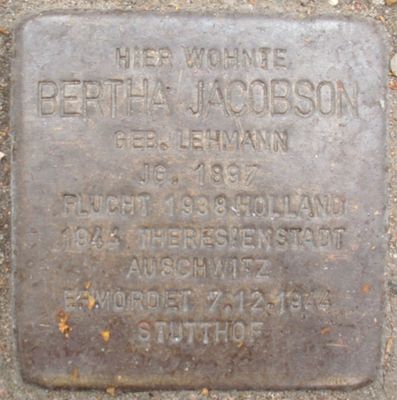 HIER WOHNTE
BERTHA JACOBSON
GEB. LEHMANN
JG. 1897
FLUCHT 1938 HOLLAND
1944 THERESIENSTADT
AUSCHWITZ
ERMORDET 7.12.1944
STUTTHOF